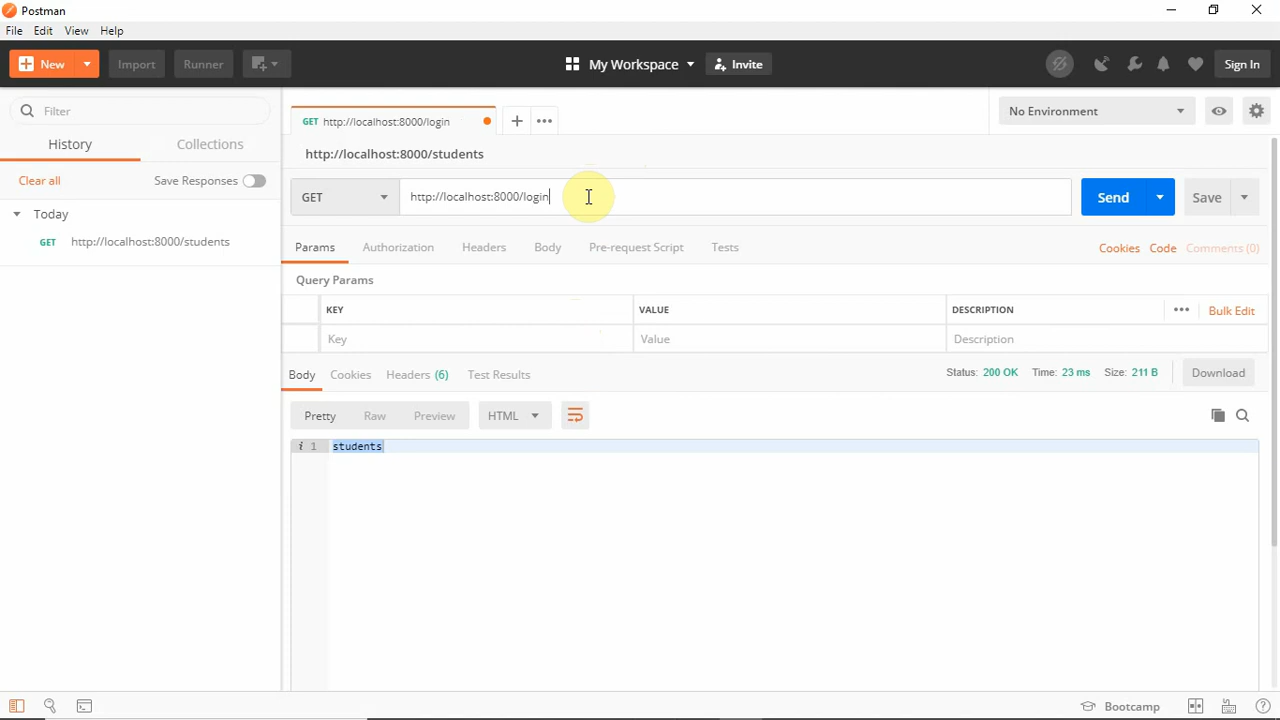 Postman
File Edit View Help
New Import Runner My Workspace Invite Sign In
Filter
History Collections
Clear all Save Responses
Today
GET http://localhost:8000/students
GET http://localhost:8000/login
No Environment
http://localhost:8000/students
GET http://localhost:8000/login Send Save
Params Authorization Headers Body Pre-request Script Tests Cookies Code Comments (0)
Query Params
KEY VALUE DESCRIPTION Bulk Edit
Key Value Description
Body Cookies Headers (6) Test Results Status: 200 OK Time: 23 ms Size: 211 B Download
Pretty Raw Preview HTML
i 1 students
Bootcamp